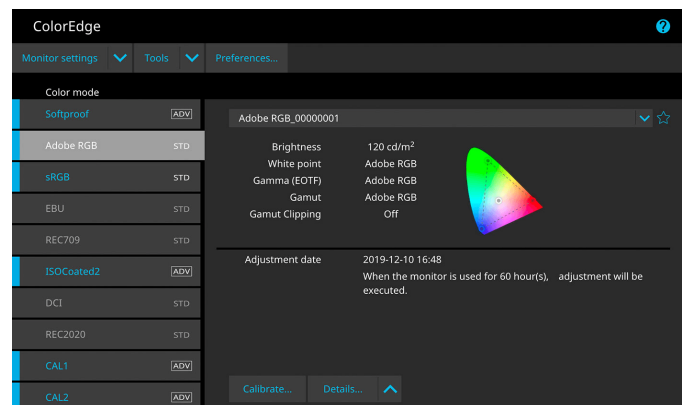 ColorEdge
?
Monitor settings Tools Preferences...
Color mode
Softproof ADV
Adobe RGB STD
sRGB STD
EBU STD
REC709 STD
ISOCoated2 ADV
DCI STD
REC2020 STD
CAL1 ADV
CAL2 ADV
Adobe RGB_00000001
Brightness 120 cd/m²
White point Adobe RGB
Gamma (EOTF) Adobe RGB
Gamut Adobe RGB
Gamut Clipping Off
Adjustment date 2019-12-10 16:48
When the monitor is used for 60 hour(s), adjustment will be
executed.
Calibrate... Details...